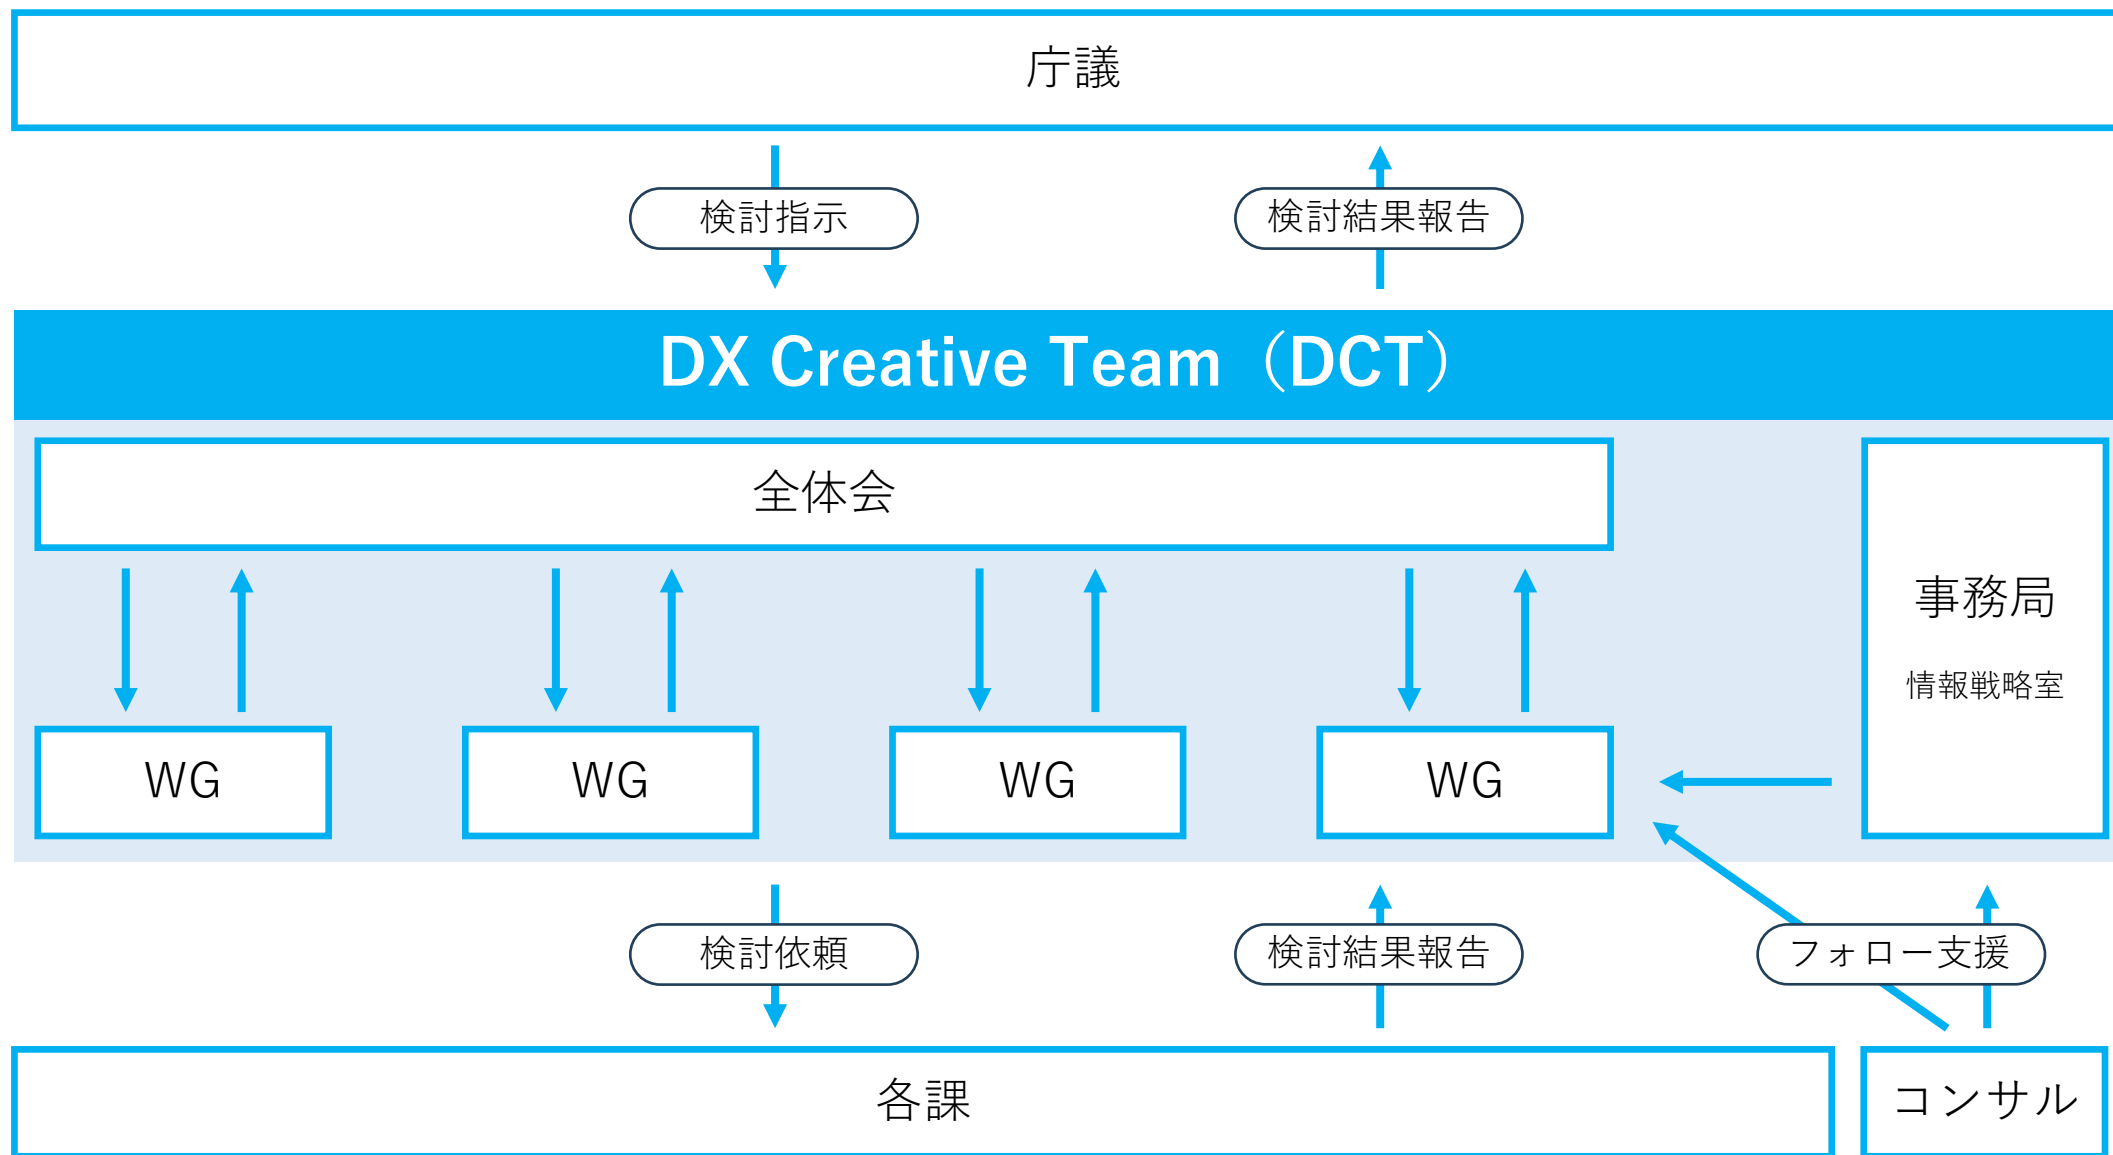 庁議
検討指示
検討結果報告
DX Creative Team（DCT）
全体会
事務局
情報戦略室
WG
WG
WG
WG
検討依頼
検討結果報告
フォロー支援
各課
コンサル